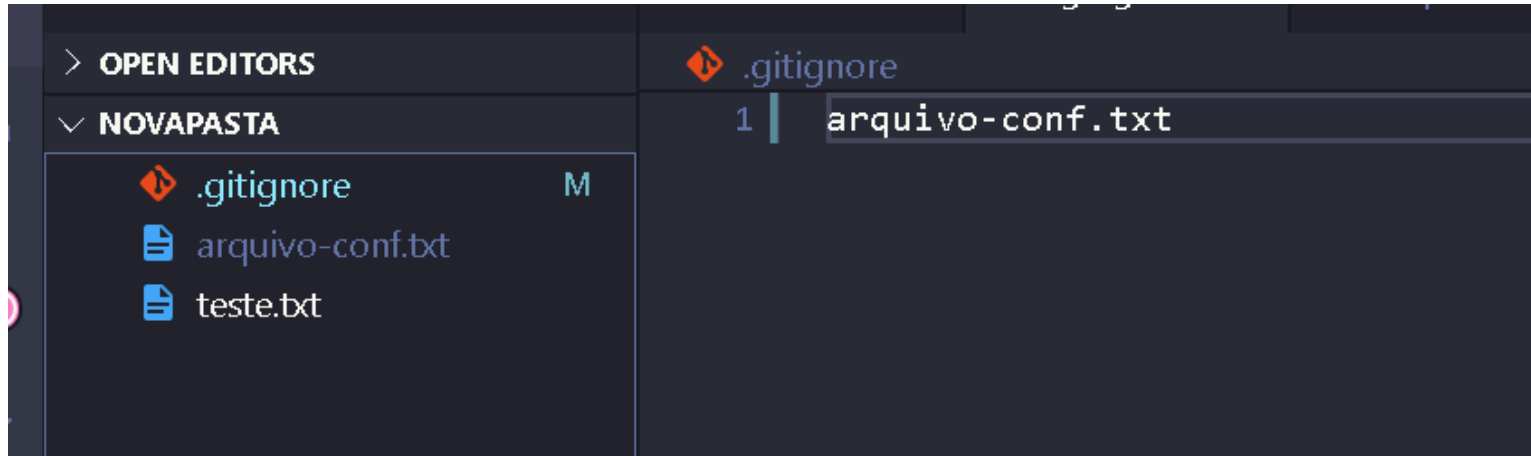 OPEN EDITORS
NOVAPASTA
.gitignore M
arquivo-conf.txt
teste.txt
.gitignore
1 arquivo-conf.txt